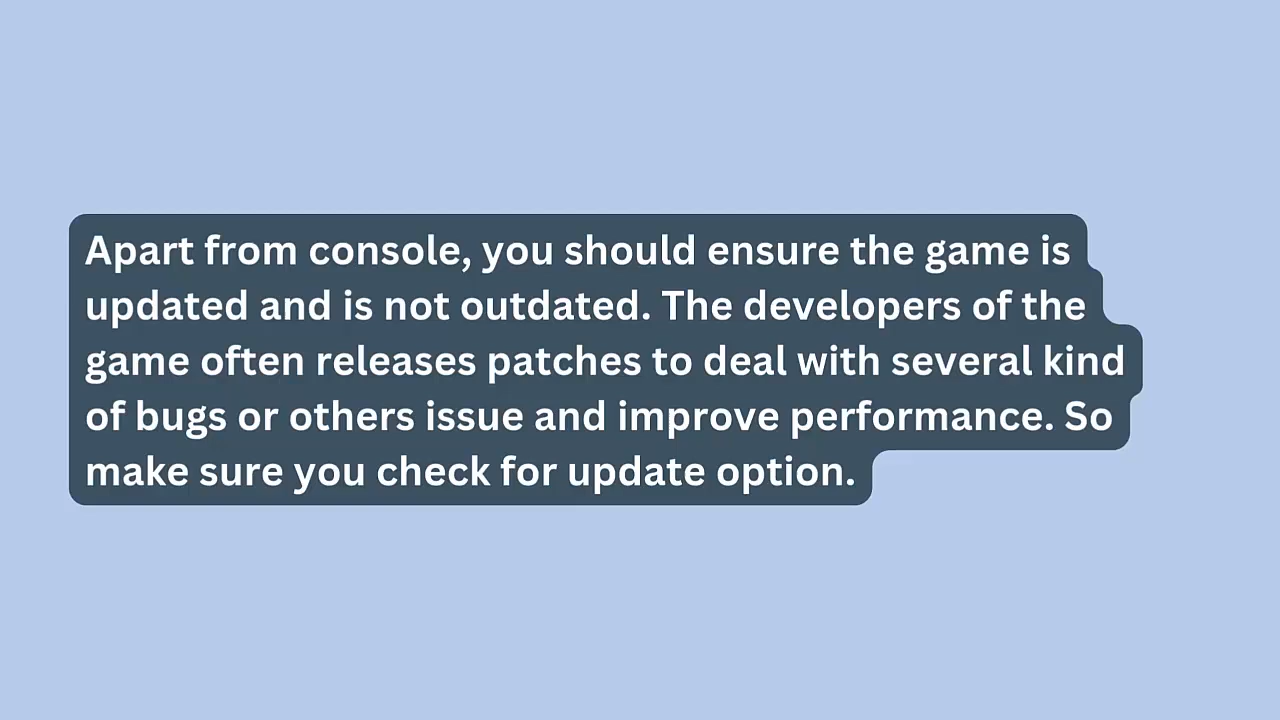 Apart from console, you should ensure the game is
updated and is not outdated. The developers of the
game often releases patches to deal with several kind
of bugs or others issue and improve performance. So
make sure you check for update option.